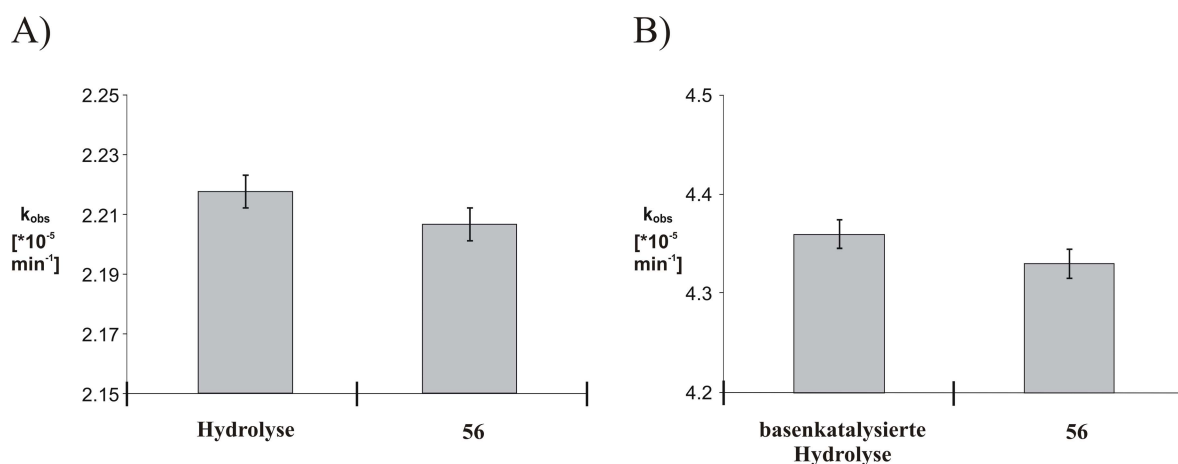 A)
2.25
2.23
2.21
2.19
2.17
2.15
kobs
[*10-5
min-1]
Hydrolyse
56
B)
4.5
4.4
4.3
4.2
kobs
[*10-5
min-1]
basenkatalysierte
Hydrolyse
56